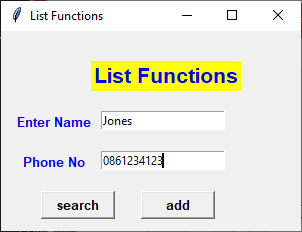 List Functions
List Functions
Enter Name Jones
Phone No 0861234123
search add